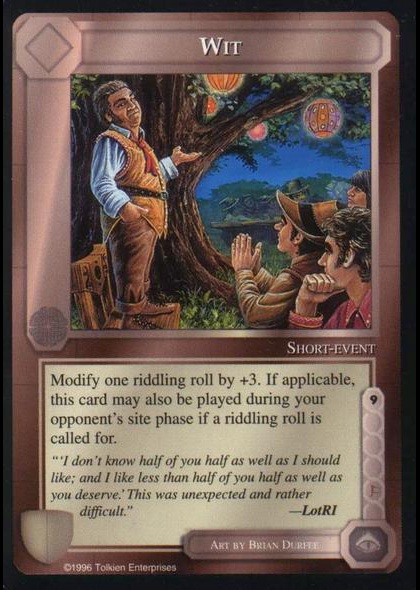 WIT
SHORT-EVENT
Modify one riddling roll by +3. If applicable,
this card may also be played during your
opponent's site phase if a riddling roll is
called for.
9
"'I don't know half of you half as well as I should
like; and I like less than half of you half as well as
you deserve.' This was unexpected and rather
difficult." —LotRI
ART BY BRIAN DURFEE
©1996 Tolkien Enterprises